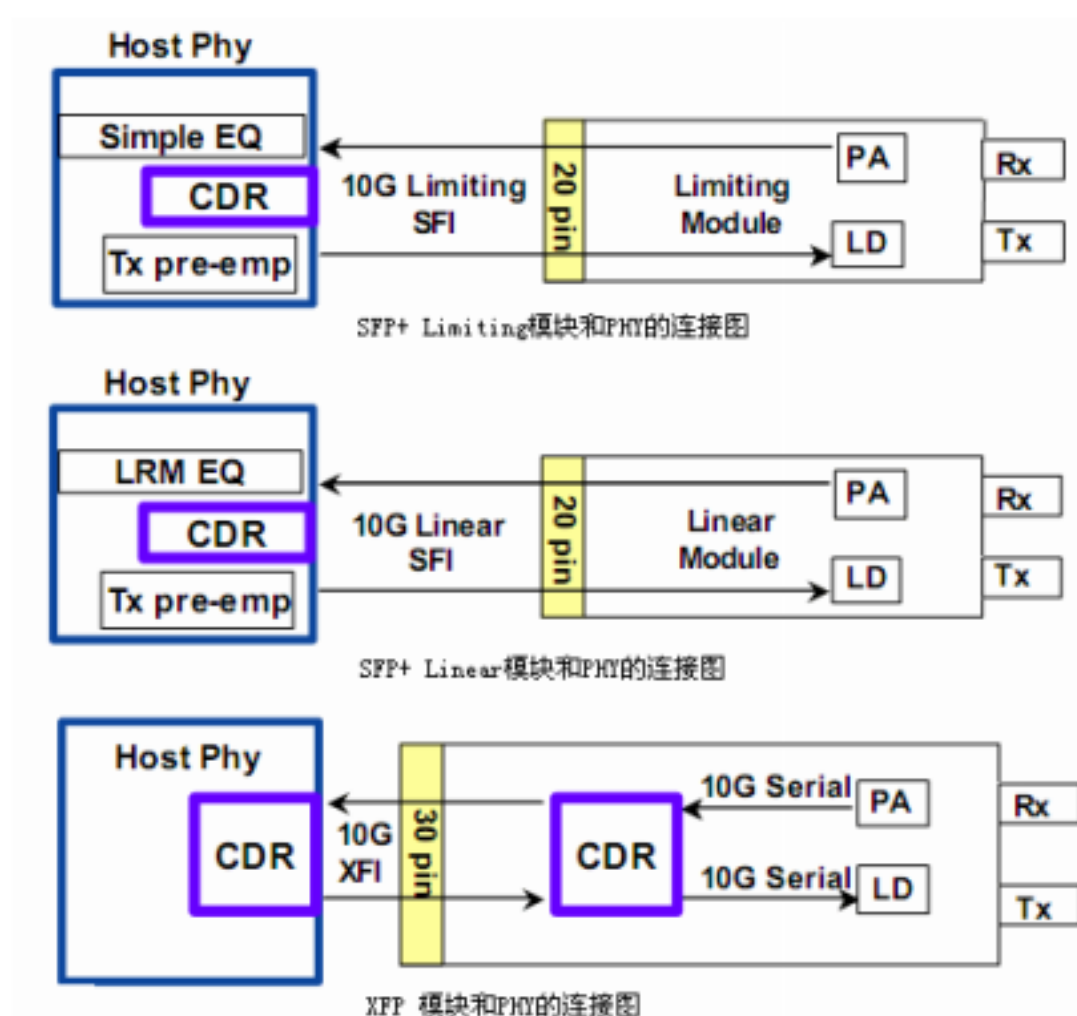 Host Phy
Simple EQ
CDR
Tx pre-emp
10G Limiting
SFI
20 pin
Limiting
Module
PA
LD
Rx
Tx
SFP+ Limiting模块和PHY的连接图
Host Phy
LRM EQ
CDR
Tx pre-emp
10G Linear
SFI
20 pin
Linear
Module
PA
LD
Rx
Tx
SFP+ Linear模块和PHY的连接图
Host Phy
CDR
10G
XFI
30 pin
CDR
10G Serial
10G Serial
PA
LD
Rx
Tx
XFP 模块和PHY的连接图